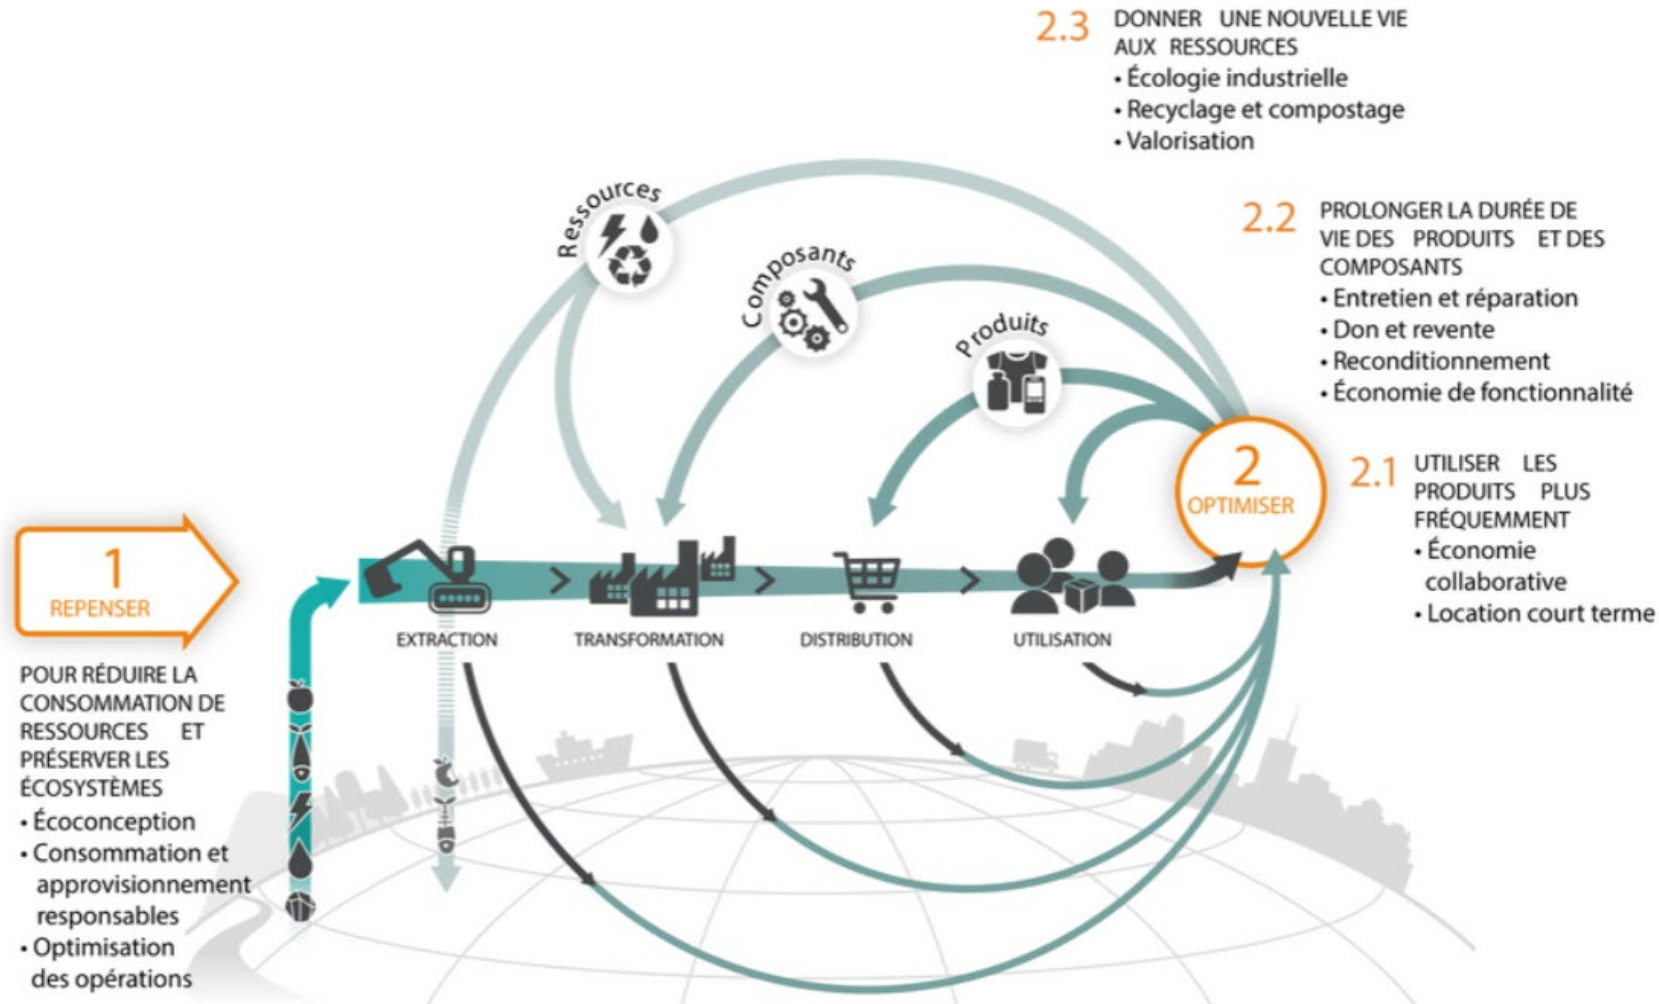 2.3 DONNER UNE NOUVELLE VIE
AUX RESSOURCES
• Écologie industrielle
• Recyclage et compostage
• Valorisation
2.2 PROLONGER LA DURÉE DE
VIE DES PRODUITS ET DES
COMPOSANTS
• Entretien et réparation
• Don et revente
• Reconditionnement
• Économie de fonctionnalité
Ressources
Composants
Produits
2
OPTIMISER
2.1 UTILISER LES
PRODUITS PLUS
FRÉQUEMMENT
• Économie
collaborative
• Location court terme
1
REPENSER
EXTRACTION
TRANSFORMATION
DISTRIBUTION
UTILISATION
POUR RÉDUIRE LA
CONSOMMATION DE
RESSOURCES ET
PRÉSERVER LES
ÉCOSYSTÈMES
• Écoconception
• Consommation et
approvisionnement
responsables
• Optimisation
des opérations